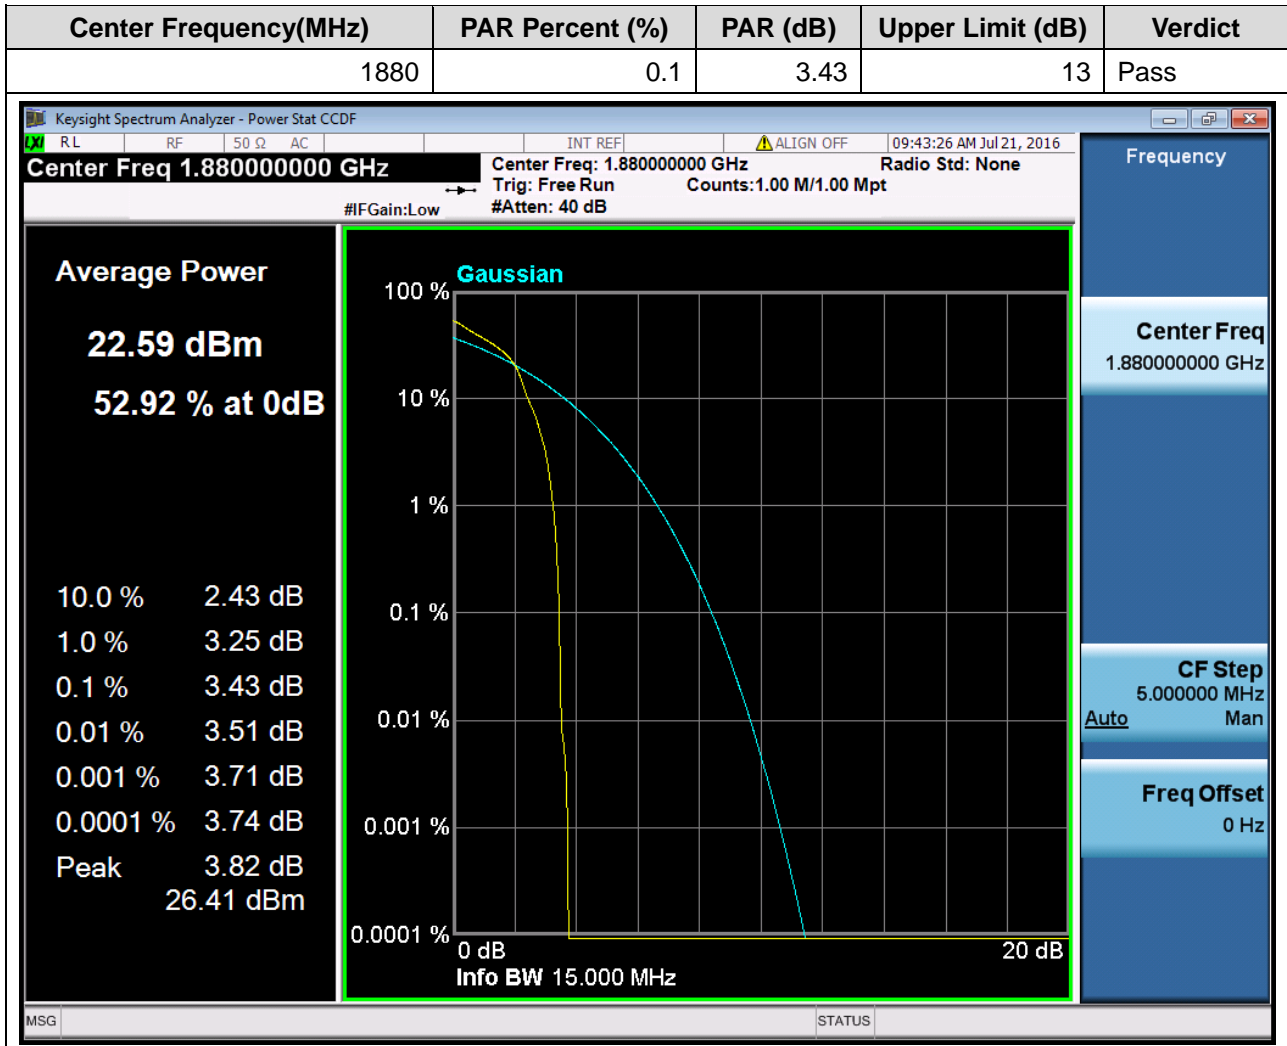 Center Frequency(MHz) PAR Percent (%) PAR (dB) Upper Limit (dB) Verdict
1880 0.1 3.43 13 Pass
Keysight Spectrum Analyzer - Power Stat CCDF
LXI RL RF 50 Ω AC INT REF ALIGN OFF 09:43:26 AM Jul 21, 2016
Center Freq 1.880000000 GHz
Center Freq: 1.880000000 GHz Radio Std: None
Trig: Free Run Counts:1.00 M/1.00 Mpt
#IFGain:Low #Atten: 40 dB
Average Power
22.59 dBm
52.92 % at 0dB
10.0 % 2.43 dB
1.0 % 3.25 dB
0.1 % 3.43 dB
0.01 % 3.51 dB
0.001 % 3.71 dB
0.0001 % 3.74 dB
Peak 3.82 dB
26.41 dBm
Gaussian
100 %
10 %
1 %
0.1 %
0.01 %
0.001 %
0.0001 %
0 dB 20 dB
Info BW 15.000 MHz
Frequency
Center Freq
1.880000000 GHz
CF Step
5.000000 MHz
Auto Man
Freq Offset
0 Hz
MSG STATUS